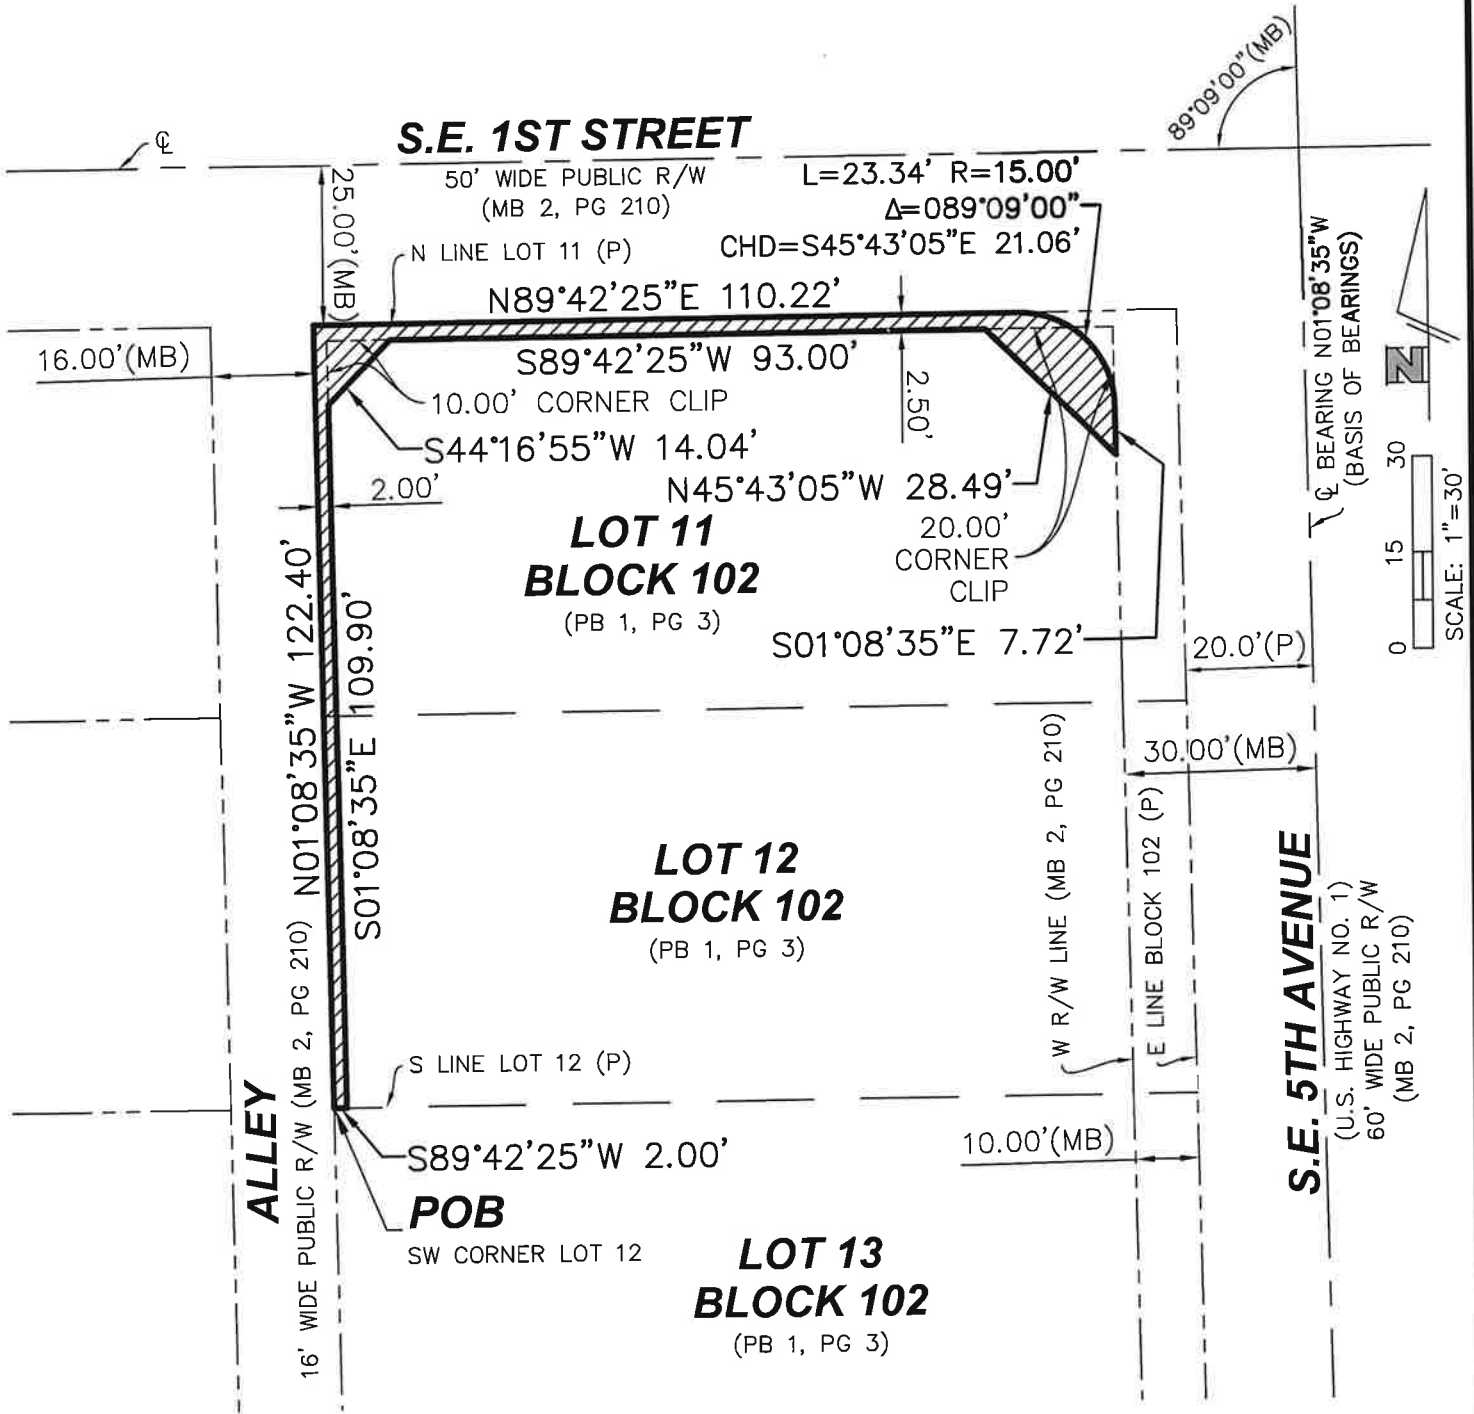 89°09'00"(MB)
℄
S.E. 1ST STREET
50' WIDE PUBLIC R/W
(MB 2, PG 210)
L=23.34' R=15.00'
Δ=089°09'00"
CHD=S45°43'05"E 21.06'
25.00'(MB)
N LINE LOT 11 (P)
N89°42'25"E 110.22'
16.00'(MB)
S89°42'25"W 93.00'
10.00' CORNER CLIP
2.50'
S44°16'55"W 14.04'
2.00'
N45°43'05"W 28.49'
20.00'
CORNER
CLIP
LOT 11
BLOCK 102
(PB 1, PG 3)
S01°08'35"E 7.72'
20.0'(P)
℄ BEARING N01°08'35"W
(BASIS OF BEARINGS)
N
0 15 30
SCALE: 1"=30'
N01°08'35"W 122.40'
S01°08'35"E 109.90'
30.00'(MB)
W R/W LINE (MB 2, PG 210)
E LINE BLOCK 102 (P)
LOT 12
BLOCK 102
(PB 1, PG 3)
S.E. 5TH AVENUE
(U.S. HIGHWAY NO. 1)
60' WIDE PUBLIC R/W
(MB 2, PG 210)
ALLEY
16' WIDE PUBLIC R/W (MB 2, PG 210)
S LINE LOT 12 (P)
S89°42'25"W 2.00'
10.00'(MB)
POB
SW CORNER LOT 12
LOT 13
BLOCK 102
(PB 1, PG 3)